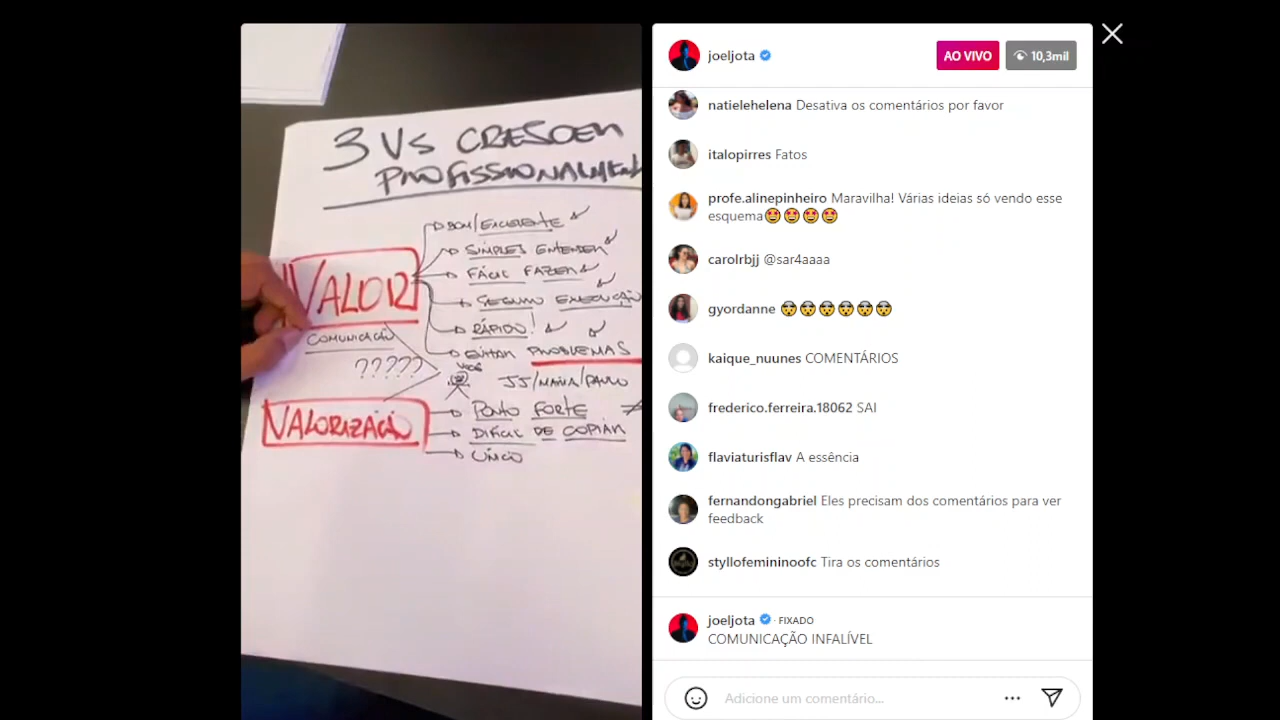 3 Vs CRESCER
PROFISSIONALMEN
BOM/EXCELENTE
SIMPLES ENTENDER
FÁCIL FAZER
VALOR
SEGURO EXECUÇÃO
RÁPIDO!
COMUNICAÇÃO
EVITAR PROBLEMAS
?????
VOCÊ
JJ/MARIA/PAULO
VALORIZAÇÃO
PONTO FORTE ≠
DIFÍCIL DE COPIAR
ÚNICO
joeljota
AO VIVO
10,3mil
natielehelena Desativa os comentários por favor
italopirres Fatos
profe.alinepinheiro Maravilha! Várias ideias só vendo esse
esquema🤩🤩🤩🤩
carolrbjj @sar4aaaa
gyordanne 🤯🤯🤯🤯🤯🤯
kaique_nuunes COMENTÁRIOS
frederico.ferreira.18062 SAI
flaviaturisflav A essência
fernandongabriel Eles precisam dos comentários para ver
feedback
styllofemininoofc Tira os comentários
joeljota · FIXADO
COMUNICAÇÃO INFALÍVEL
Adicione um comentário...